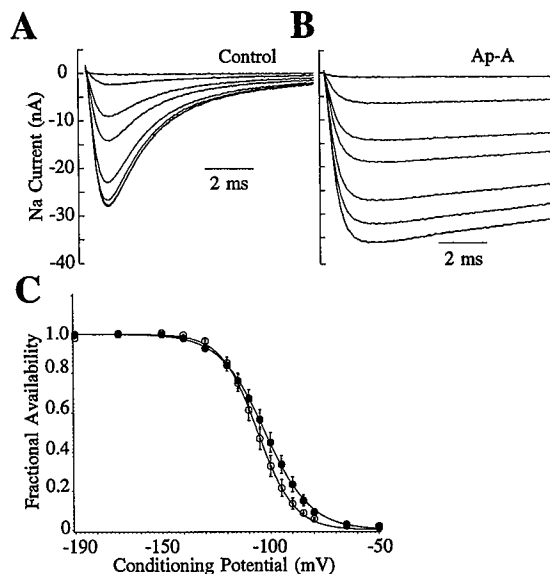 A
B
Control
Ap-A
0
-10
-20
-30
-40
Na Current (nA)
2 ms
2 ms
C
1.0
0.8
0.6
0.4
0.2
0
Fractional Availability
-190
-150
-100
-50
Conditioning Potential (mV)